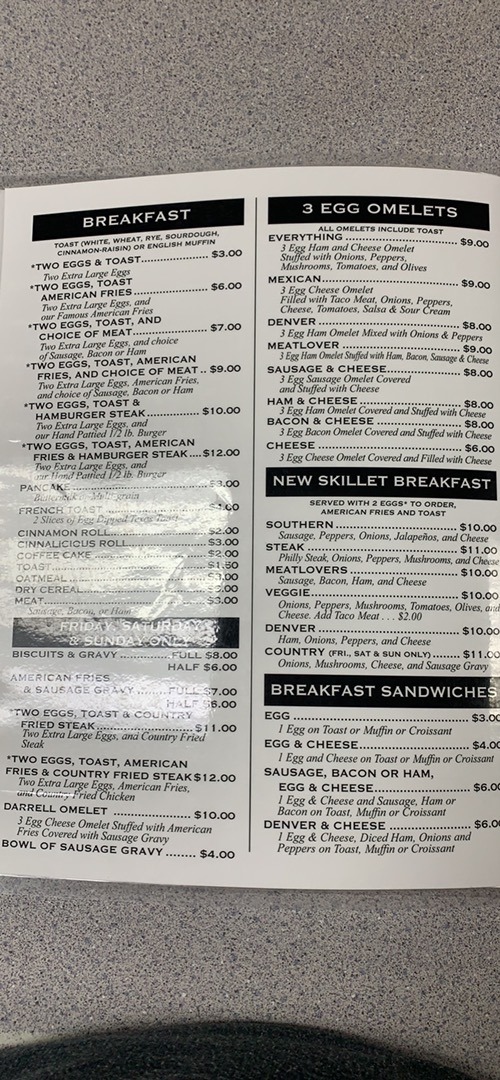 BREAKFAST
TOAST (WHITE, WHEAT, RYE, SOURDOUGH,
CINNAMON-RAISIN) OR ENGLISH MUFFIN
*TWO EGGS & TOAST.................... $3.00
Two Extra Large Eggs
*TWO EGGS, TOAST
AMERICAN FRIES..................... $6.00
Two Extra Large Eggs, and
our Famous American Fries
*TWO EGGS, TOAST, AND
CHOICE OF MEAT..................... $7.00
Two Extra Large Eggs, and choice
of Sausage, Bacon or Ham
*TWO EGGS, TOAST, AMERICAN
FRIES, AND CHOICE OF MEAT .. $9.00
Two Extra Large Eggs, American Fries,
and choice of Sausage, Bacon or Ham
*TWO EGGS, TOAST &
HAMBURGER STEAK.............. $10.00
Two Extra Large Eggs, and
our Hand Pattied 1/2 lb. Burger
*TWO EGGS, TOAST, AMERICAN
FRIES & HAMBURGER STEAK....$12.00
Two Extra Large Eggs, and
our Hand Pattied 1/2 lb. Burger
PANCAKE.................................. $3.00
Buttermilk or Multi-grain
FRENCH TOAST
2 Slices of Egg Dipped Texas Toast
CINNAMON ROLL......................... $2.00
CINNALICIOUS ROLL.................... $3.00
COFFEE CAKE ........................... $2.00
TOAST...................................... $1.50
OATMEAL
DRY CEREAL............................. $3.00
MEAT........................................ $3.00
Sausage, Bacon, or Ham
FRIDAY, SATURDAY
& SUNDAY ONLY
BISCUITS & GRAVY ..............FULL $8.00
HALF $6.00
AMERICAN FRIES
& SAUSAGE GRAVY ........FULL $7.00
HALF $6.00
*TWO EGGS, TOAST & COUNTRY
FRIED STEAK........................ $11.00
Two Extra Large Eggs, and Country Fried
Steak
*TWO EGGS, TOAST, AMERICAN
FRIES & COUNTRY FRIED STEAK $12.00
Two Extra Large Eggs, American Fries,
and Country Fried Chicken
DARRELL OMELET .................... $10.00
3 Egg Cheese Omelet Stuffed with American
Fries Covered with Sausage Gravy
BOWL OF SAUSAGE GRAVY ........ $4.00
3 EGG OMELETS
ALL OMELETS INCLUDE TOAST
EVERYTHING ............................ $9.00
3 Egg Ham and Cheese Omelet
Stuffed with Onions, Peppers,
Mushrooms, Tomatoes, and Olives
MEXICAN................................... $9.00
3 Egg Cheese Omelet
Filled with Taco Meat, Onions, Peppers,
Cheese, Tomatoes, Salsa & Sour Cream
DENVER .................................... $8.00
3 Egg Ham Omelet Mixed with Onions & Peppers
MEATLOVER .............................. $9.00
3 Egg Ham Omelet Stuffed with Ham, Bacon, Sausage & Cheese
SAUSAGE & CHEESE................... $8.00
3 Egg Sausage Omelet Covered
and Stuffed with Cheese
HAM & CHEESE ......................... $8.00
3 Egg Ham Omelet Covered and Stuffed with Cheese
BACON & CHEESE...................... $8.00
3 Egg Bacon Omelet Covered and Stuffed with Cheese
CHEESE .................................... $6.00
3 Egg Cheese Omelet Covered and Filled with Cheese
NEW SKILLET BREAKFAST
SERVED WITH 2 EGGS* TO ORDER,
AMERICAN FRIES AND TOAST
SOUTHERN .............................. $10.00
Sausage, Peppers, Onions, Jalapeños, and Cheese
STEAK ..................................... $11.00
Philly Steak, Onions, Peppers, Mushrooms, and Cheese
MEATLOVERS ........................... $10.00
Sausage, Bacon, Ham, and Cheese
VEGGIE.................................... $10.00
Onions, Peppers, Mushrooms, Tomatoes, Olives, and
Cheese. Add Taco Meat . . . $2.00
DENVER ................................... $10.00
Ham, Onions, Peppers, and Cheese
COUNTRY (FRI., SAT & SUN ONLY) ....... $11.00
Onions, Mushrooms, Cheese, and Sausage Gravy
BREAKFAST SANDWICHES
EGG ......................................... $3.00
1 Egg on Toast or Muffin or Croissant
EGG & CHEESE.......................... $4.00
1 Egg and Cheese on Toast or Muffin or Croissant
SAUSAGE, BACON OR HAM,
EGG & CHEESE....................... $6.00
1 Egg & Cheese and Sausage, Ham or
Bacon on Toast, Muffin or Croissant
DENVER & CHEESE .................... $6.00
1 Egg & Cheese, Diced Ham, Onions and
Peppers on Toast, Muffin or Croissant